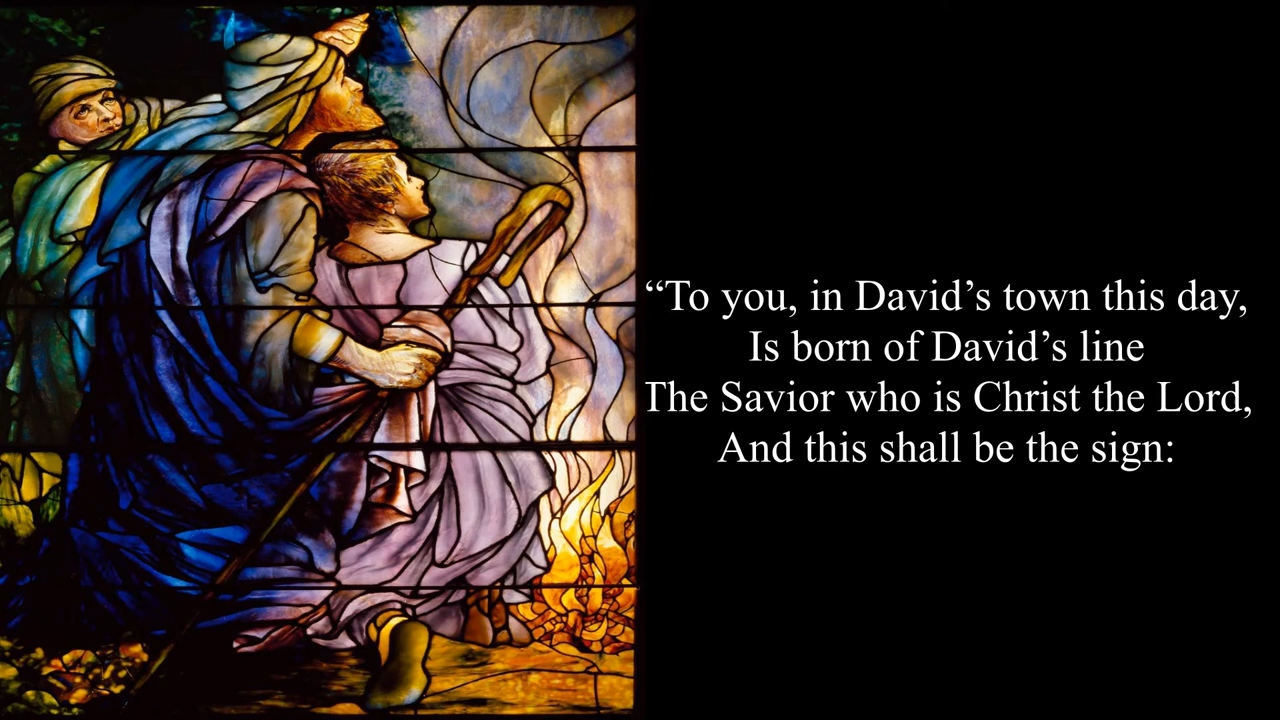 “To you, in David’s town this day,
Is born of David’s line
The Savior who is Christ the Lord,
And this shall be the sign: